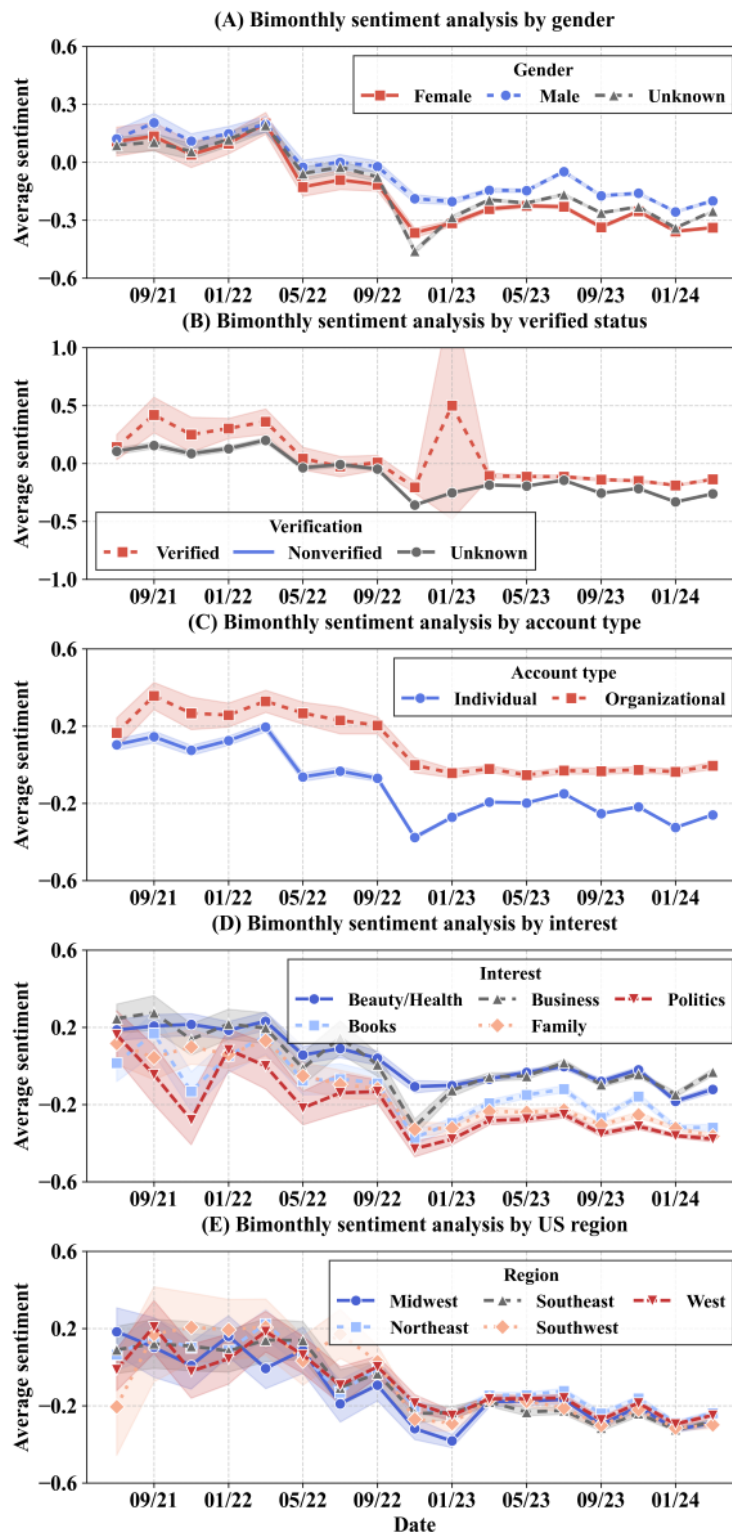 (A) Bimonthly sentiment analysis by gender
0.6
0.3
0.0
−0.3
−0.6
Average sentiment
Gender
Female Male Unknown
09/21 01/22 05/22 09/22 01/23 05/23 09/23 01/24
(B) Bimonthly sentiment analysis by verified status
1.0
0.5
0.0
−0.5
−1.0
Average sentiment
Verification
Verified Nonverified Unknown
09/21 01/22 05/22 09/22 01/23 05/23 09/23 01/24
(C) Bimonthly sentiment analysis by account type
0.6
0.2
−0.2
−0.6
Average sentiment
Account type
Individual Organizational
09/21 01/22 05/22 09/22 01/23 05/23 09/23 01/24
(D) Bimonthly sentiment analysis by interest
0.6
0.2
−0.2
−0.6
Average sentiment
Interest
Beauty/Health Business Politics
Books Family
09/21 01/22 05/22 09/22 01/23 05/23 09/23 01/24
(E) Bimonthly sentiment analysis by US region
0.6
0.2
−0.2
−0.6
Average sentiment
Region
Midwest Southeast West
Northeast Southwest
09/21 01/22 05/22 09/22 01/23 05/23 09/23 01/24
Date